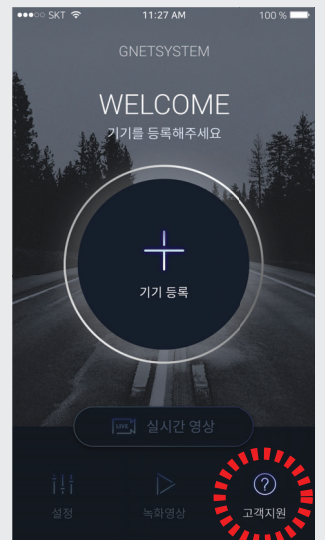 SKT 11:27 AM 100 %
GNETSYSTEM
WELCOME
기기를 등록해주세요
기기 등록
LIVE 실시간 영상
설정 녹화영상 고객지원